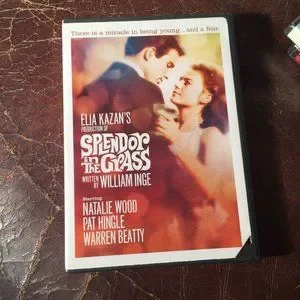 There is a miracle in being young...and a fear.
ELIA KAZAN'S
PRODUCTION OF
SPLENDOR
IN
THE GRASS
WRITTEN
BY WILLIAM INGE
Starring
NATALIE WOOD
PAT HINGLE
WARREN BEATTY